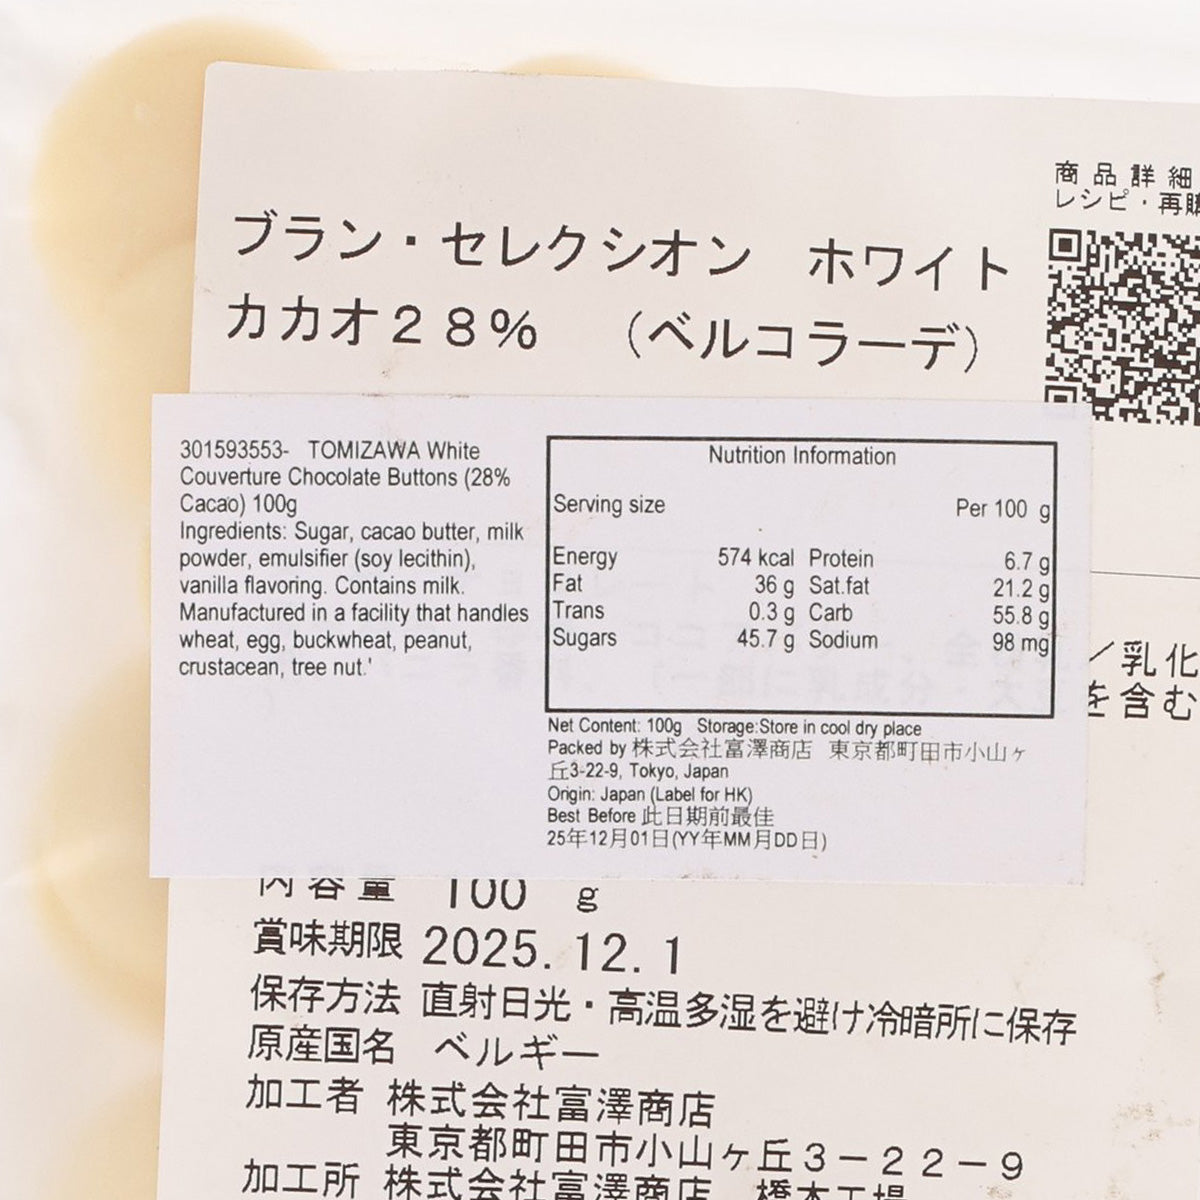 商品詳細
レシピ・再購
ブラン・セレクシオン ホワイト
カカオ２８％ （ベルコラーデ）
301593553- TOMIZAWA White
Couverture Chocolate Buttons (28%
Cacao) 100g
Ingredients: Sugar, cacao butter, milk
powder, emulsifier (soy lecithin),
vanilla flavoring. Contains milk.
Manufactured in a facility that handles
wheat, egg, buckwheat, peanut,
crustacean, tree nut.'
Nutrition Information
Serving size Per 100 g
Energy 574 kcal Protein 6.7 g
Fat 36 g Sat.fat 21.2 g
Trans 0.3 g Carb 55.8 g
Sugars 45.7 g Sodium 98 mg
／乳化
を含む
Net Content: 100g Storage:Store in cool dry place
Packed by 株式会社富澤商店 東京都町田市小山ヶ
丘3-22-9, Tokyo, Japan
Origin: Japan (Label for HK)
Best Before 此日期前最佳
25年12月01日(YY年MM月DD日)
内容量 100 g
賞味期限 2025.12.1
保存方法 直射日光・高温多湿を避け冷暗所に保存
原産国名 ベルギー
加工者 株式会社富澤商店
東京都町田市小山ヶ丘３－２２－９
加工所 株式会社富澤商店 橋本工場